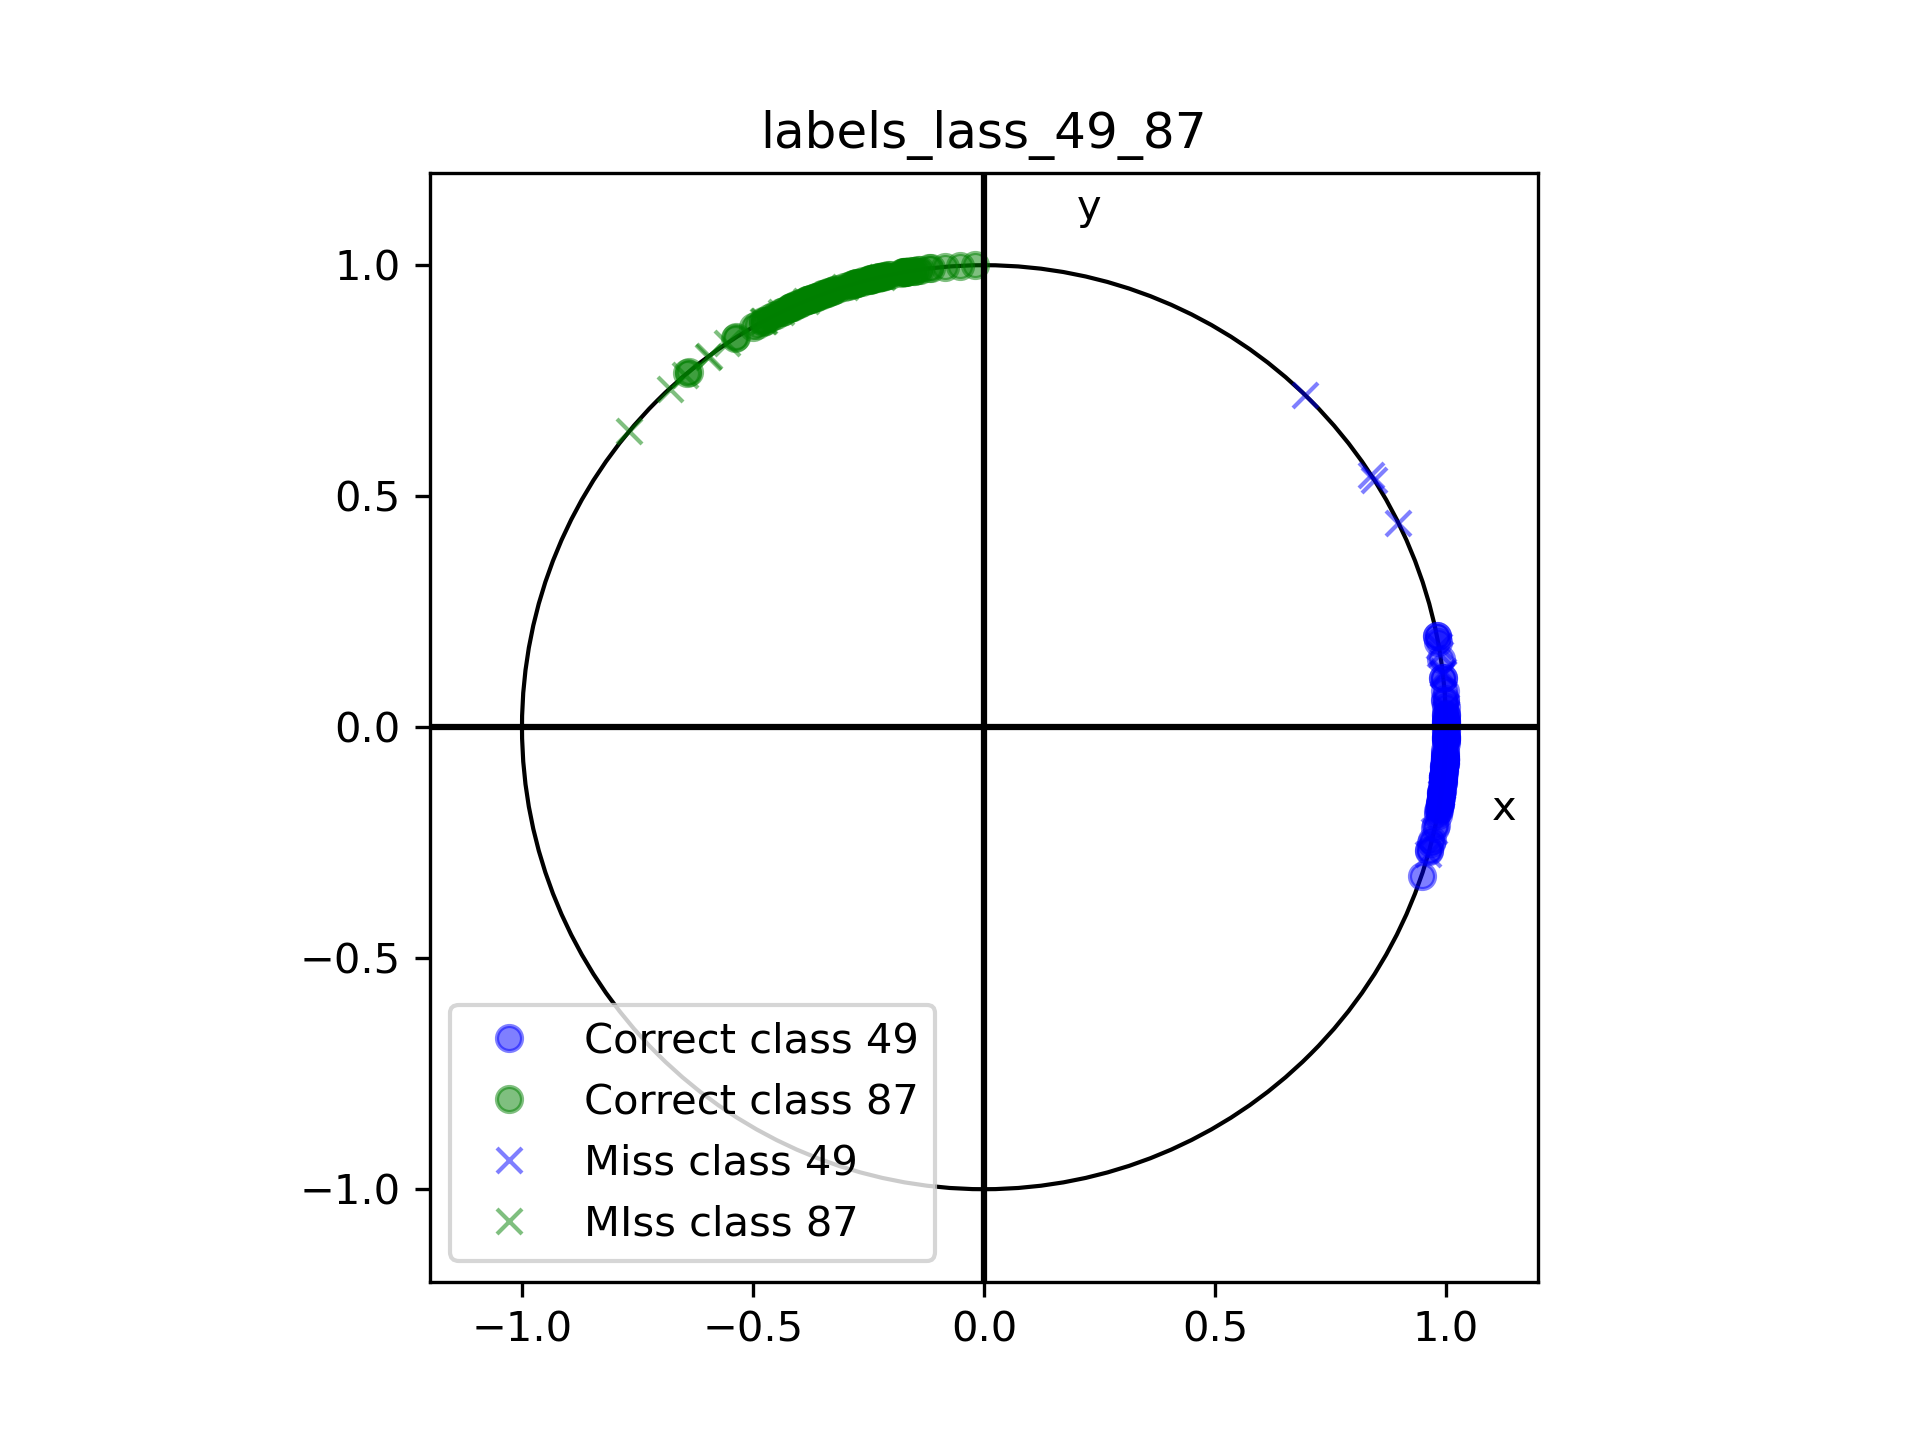 labels_lass_49_87
y
1.0
0.5
0.0
x
−0.5
−1.0
Correct class 49
Correct class 87
Miss class 49
MIss class 87
−1.0 −0.5 0.0 0.5 1.0